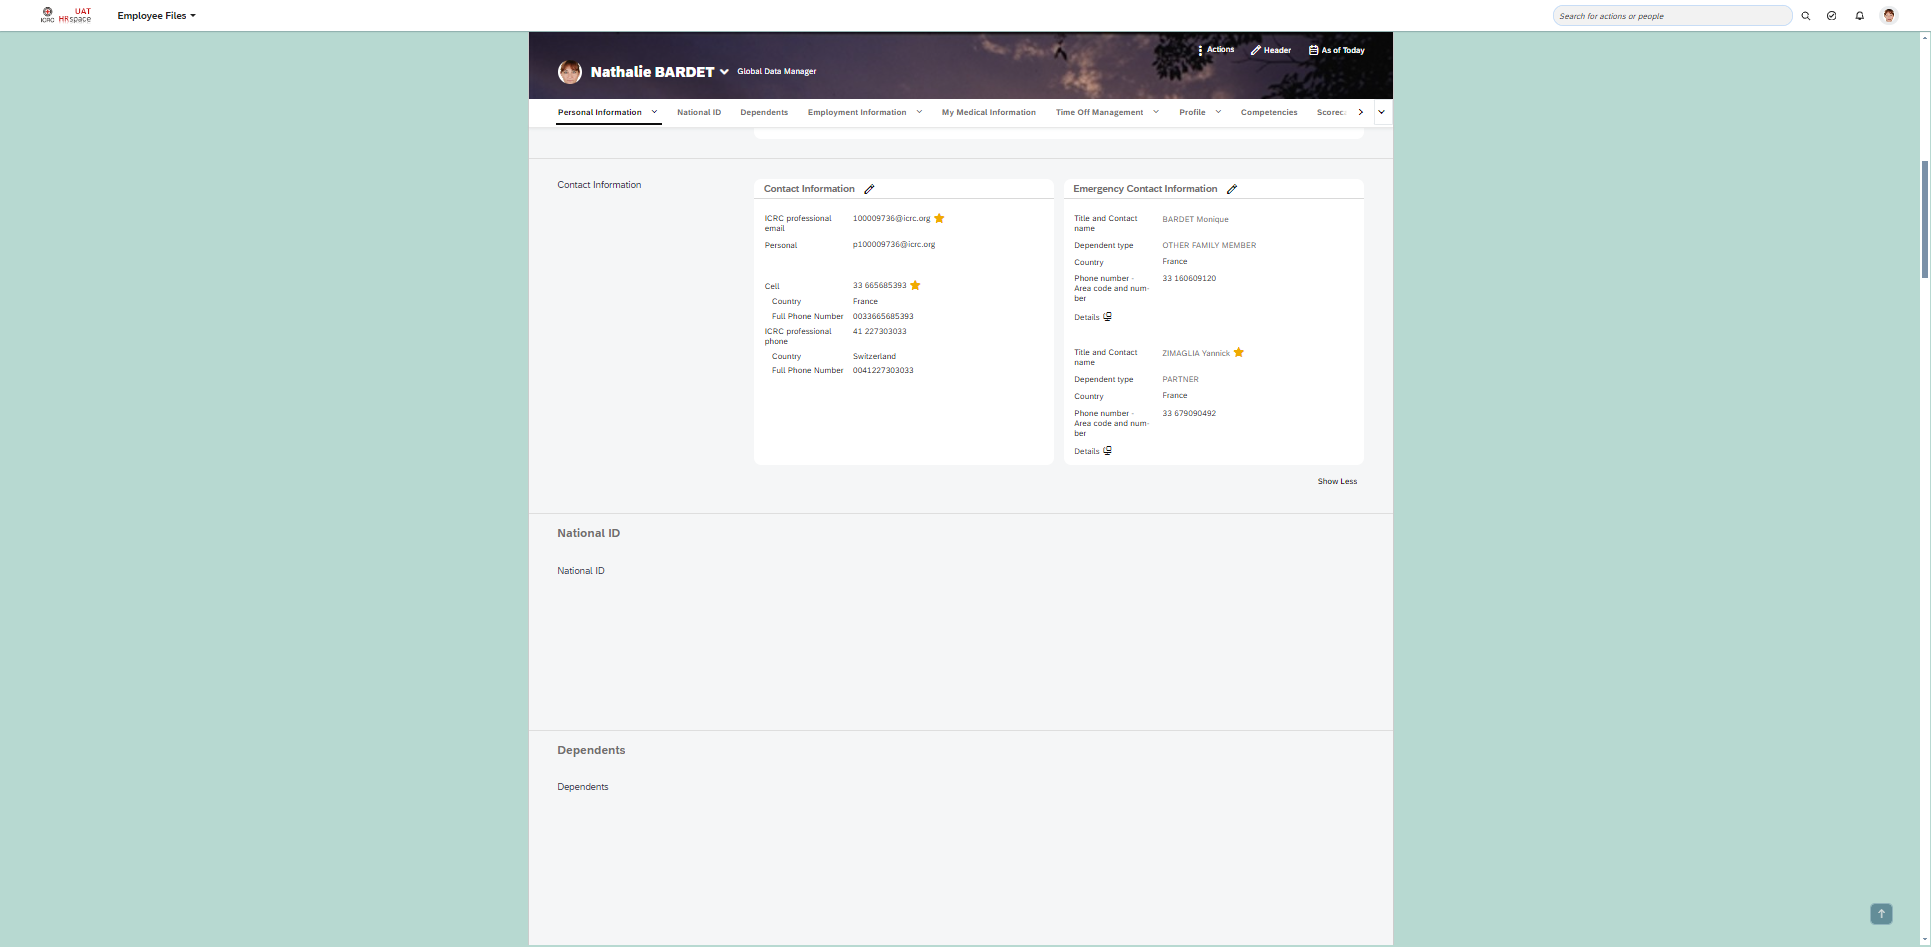 ICRC
UAT
HRspace
Employee Files
Search for actions or people
Actions
Header
As of Today
Nathalie BARDET
Global Data Manager
Personal Information
National ID
Dependents
Employment Information
My Medical Information
Time Off Management
Profile
Competencies
Scorec
Contact Information
Contact Information
ICRC professional
email
100009736@icrc.org
Personal
p100009736@icrc.org
Cell
33 665685393
Country
France
Full Phone Number
0033665685393
ICRC professional
phone
41 227303033
Country
Switzerland
Full Phone Number
0041227303033
Emergency Contact Information
Title and Contact
name
BARDET Monique
Dependent type
OTHER FAMILY MEMBER
Country
France
Phone number -
Area code and num-
ber
33 160609120
Details
Title and Contact
name
ZIMAGLIA Yannick
Dependent type
PARTNER
Country
France
Phone number -
Area code and num-
ber
33 679090492
Details
Show Less
National ID
National ID
Dependents
Dependents